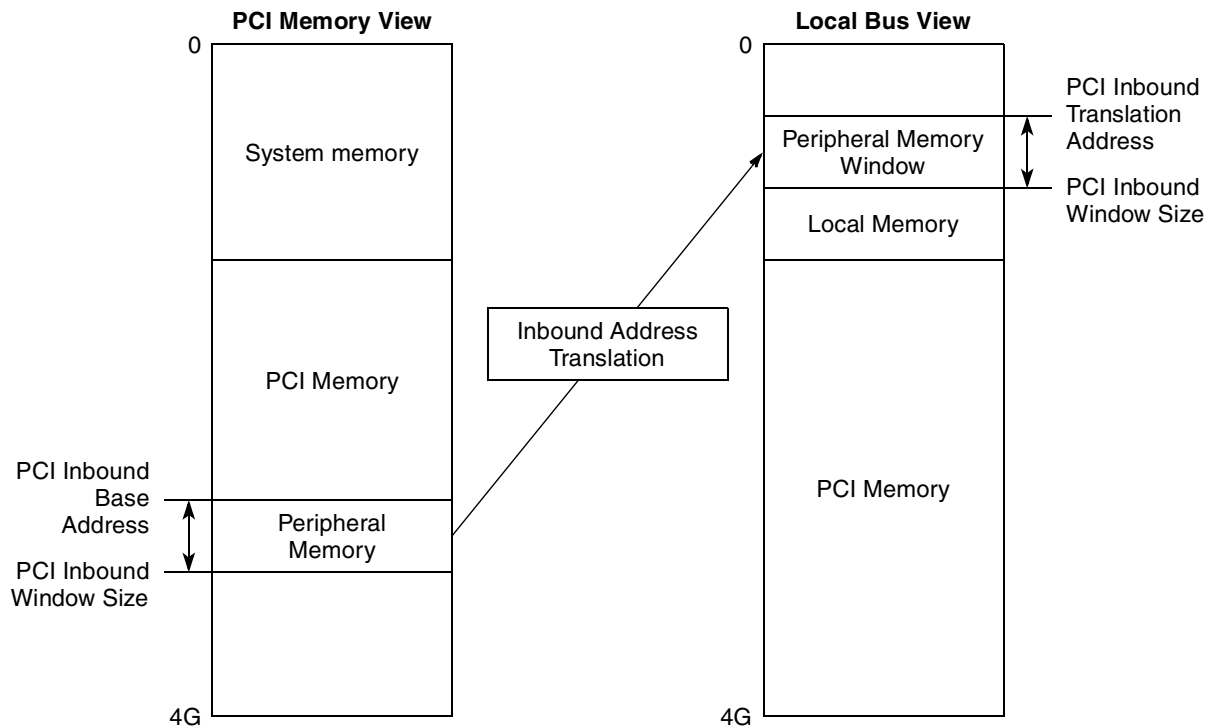 PCI Memory View
0
System memory
PCI Memory
PCI Inbound
Base
Address
Peripheral
Memory
PCI Inbound
Window Size
4G
Inbound Address
Translation
Local Bus View
0
PCI Inbound
Translation
Address
Peripheral Memory
Window
PCI Inbound
Window Size
Local Memory
PCI Memory
4G